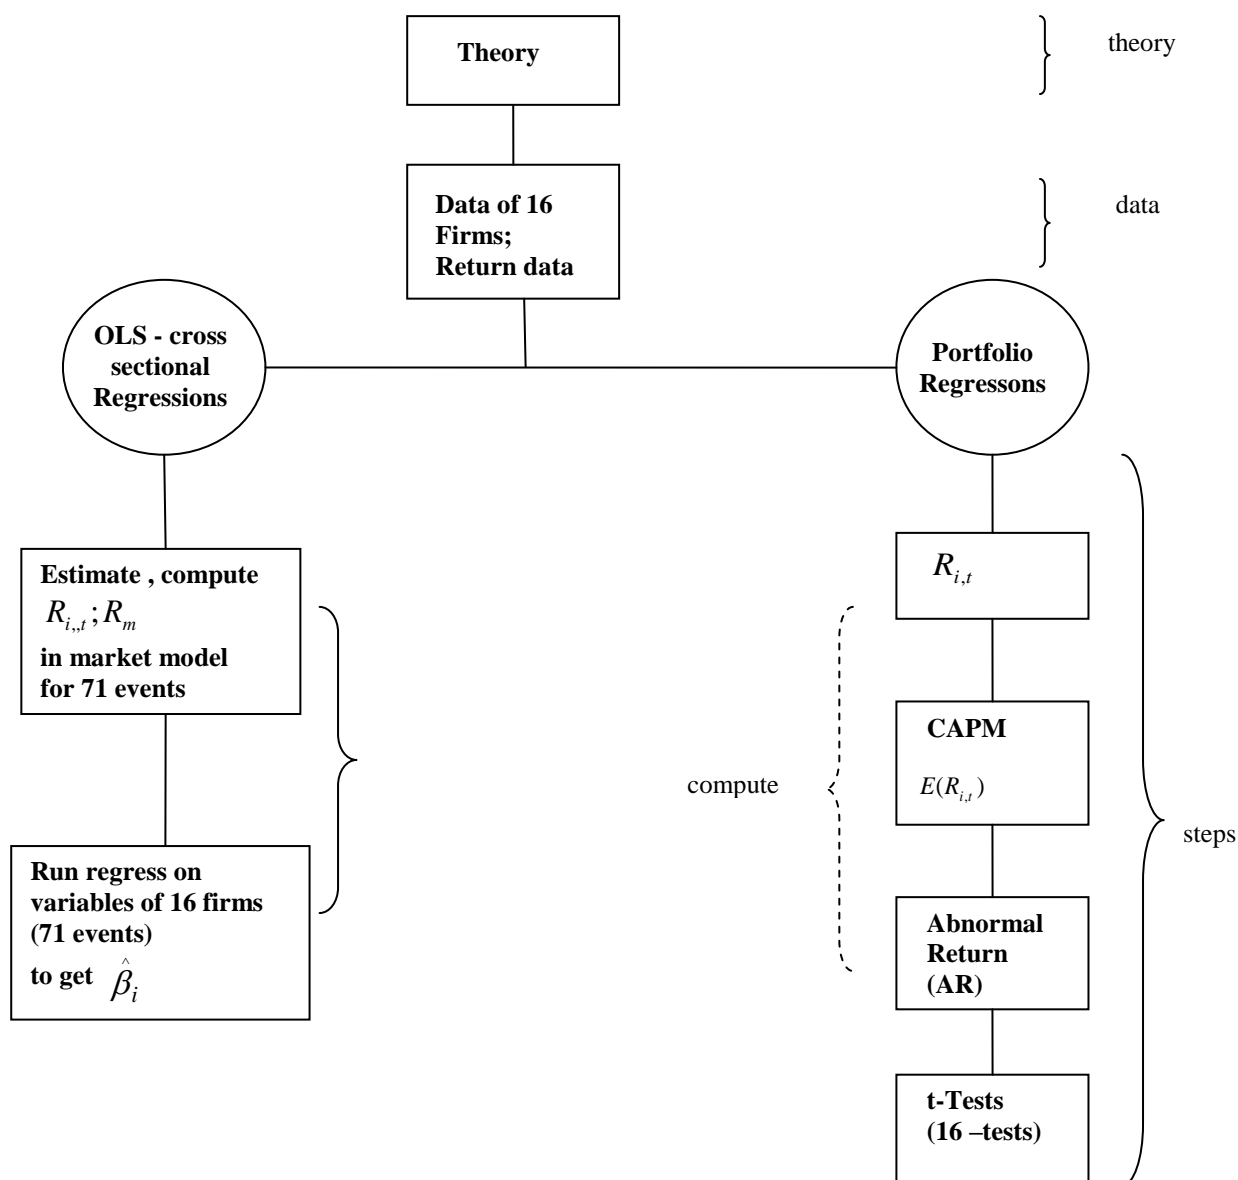 Theory
theory
Data of 16
Firms;
Return data
data
OLS - cross
sectional
Regressions
Portfolio
Regressons
Estimate , compute
R_{i,,t} ; R_m
in market model
for 71 events
Run regress on
variables of 16 firms
(71 events)
to get \hat{β}_i
R_{i,t}
CAPM
E(R_{i,t})
Abnormal
Return
(AR)
t-Tests
(16 –tests)
compute
steps